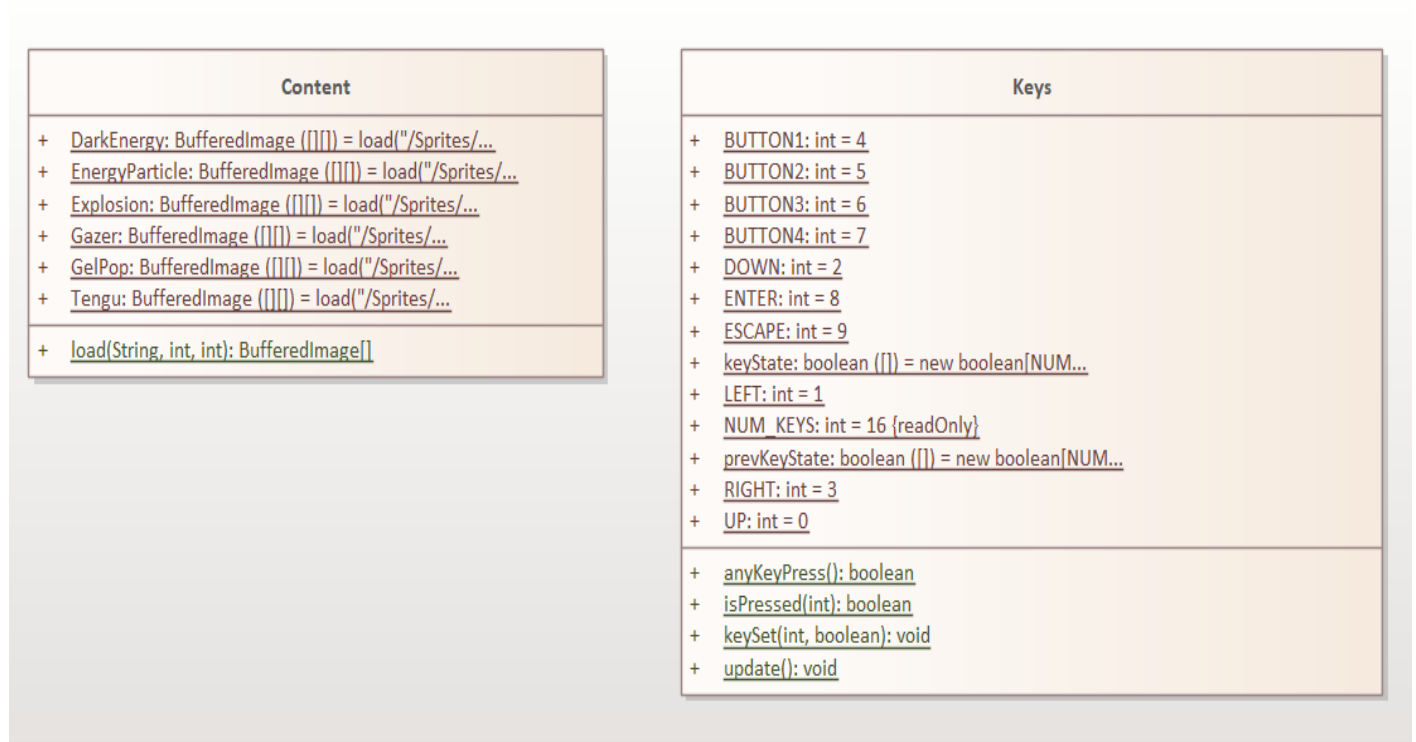 Content
+ DarkEnergy: BufferedImage ([][]) = load("/Sprites/...
+ EnergyParticle: BufferedImage ([][]) = load("/Sprites/...
+ Explosion: BufferedImage ([][]) = load("/Sprites/...
+ Gazer: BufferedImage ([][]) = load("/Sprites/...
+ GelPop: BufferedImage ([][]) = load("/Sprites/...
+ Tengu: BufferedImage ([][]) = load("/Sprites/...
+ load(String, int, int): BufferedImage[]
Keys
+ BUTTON1: int = 4
+ BUTTON2: int = 5
+ BUTTON3: int = 6
+ BUTTON4: int = 7
+ DOWN: int = 2
+ ENTER: int = 8
+ ESCAPE: int = 9
+ keyState: boolean ([]) = new boolean[NUM...
+ LEFT: int = 1
+ NUM_KEYS: int = 16 {readOnly}
+ prevKeyState: boolean ([]) = new boolean[NUM...
+ RIGHT: int = 3
+ UP: int = 0
+ anyKeyPress(): boolean
+ isPressed(int): boolean
+ keySet(int, boolean): void
+ update(): void